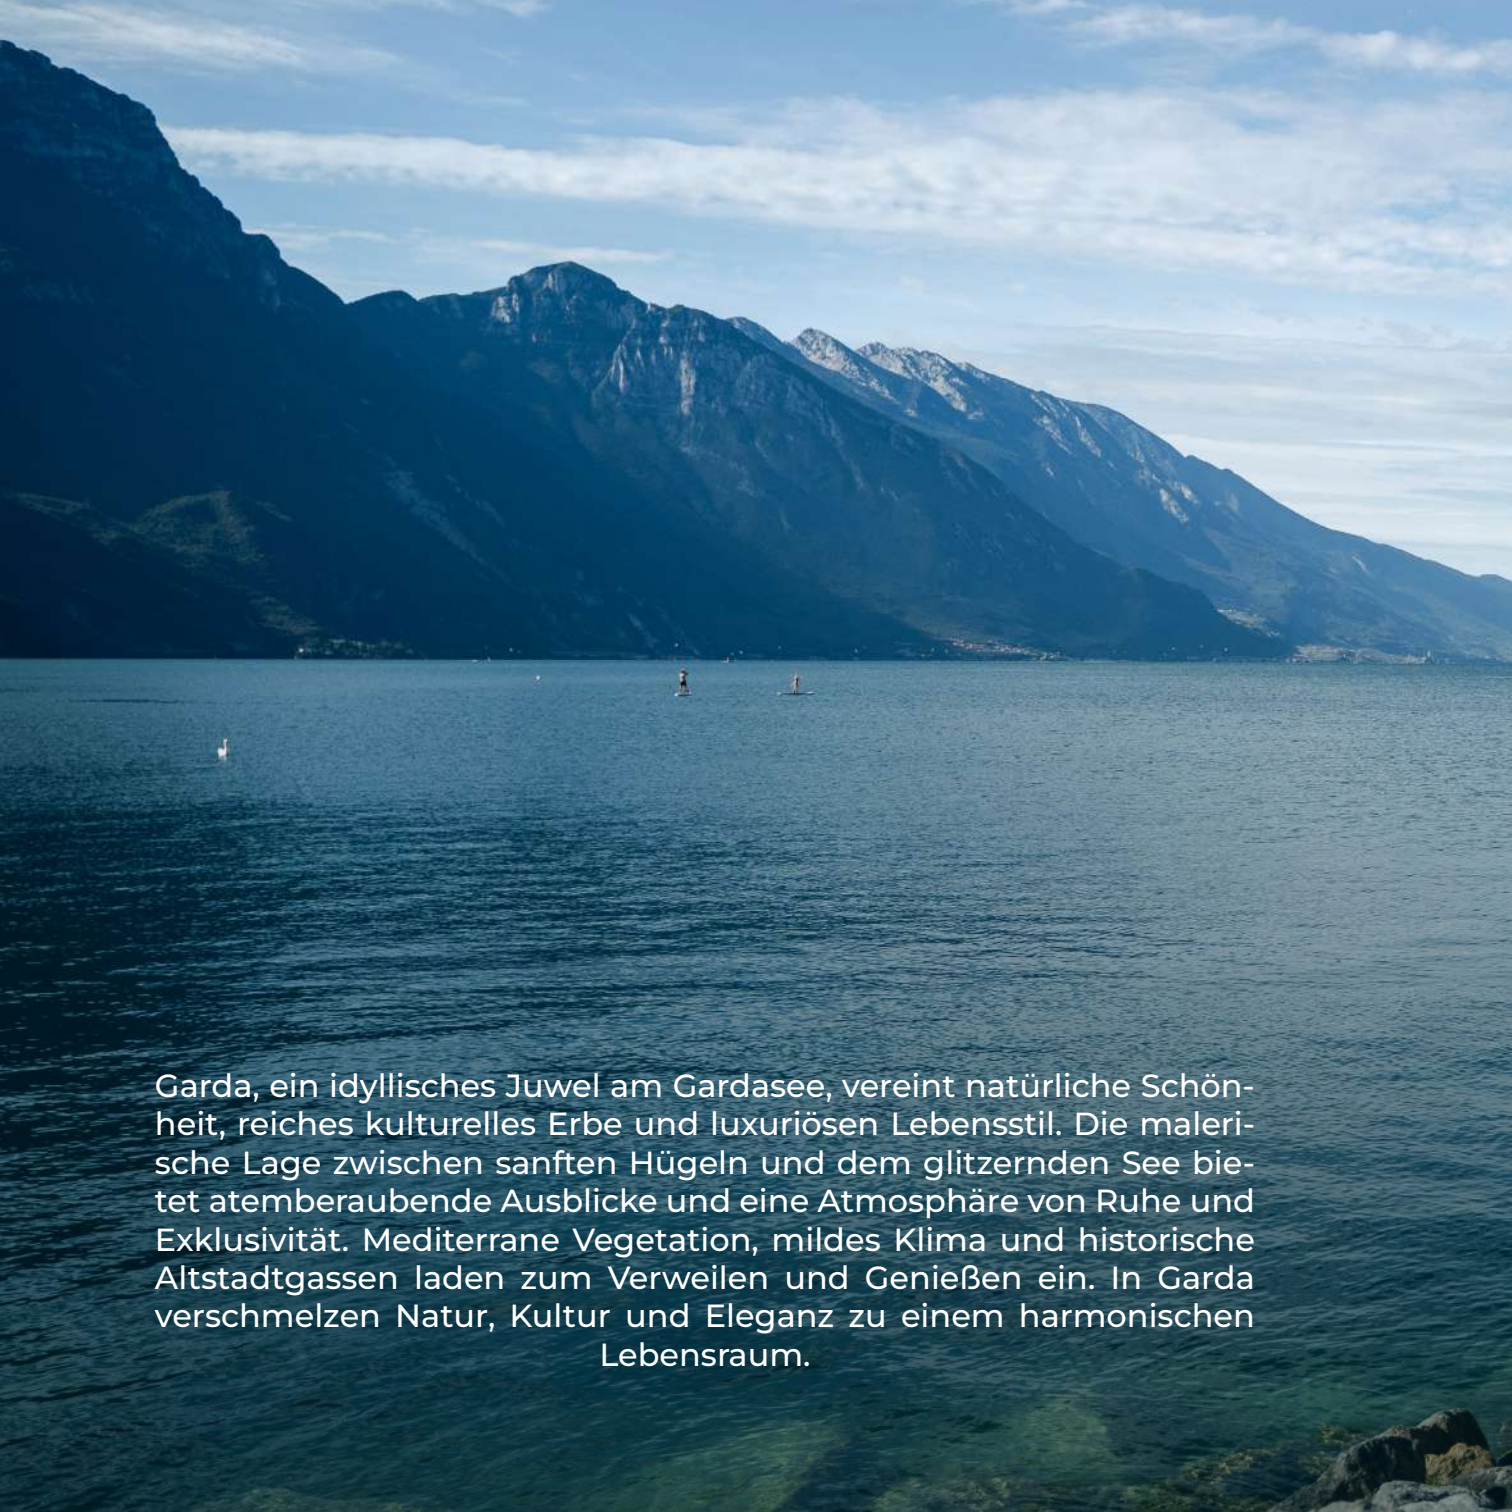 Garda, ein idyllisches Juwel am Gardasee, vereint natürliche Schön-
heit, reiches kulturelles Erbe und luxuriösen Lebensstil. Die maleri-
sche Lage zwischen sanften Hügeln und dem glitzernden See bie-
tet atemberaubende Ausblicke und eine Atmosphäre von Ruhe und
Exklusivität. Mediterrane Vegetation, mildes Klima und historische
Altstadtgassen laden zum Verweilen und Genießen ein. In Garda
verschmelzen Natur, Kultur und Eleganz zu einem harmonischen
Lebensraum.